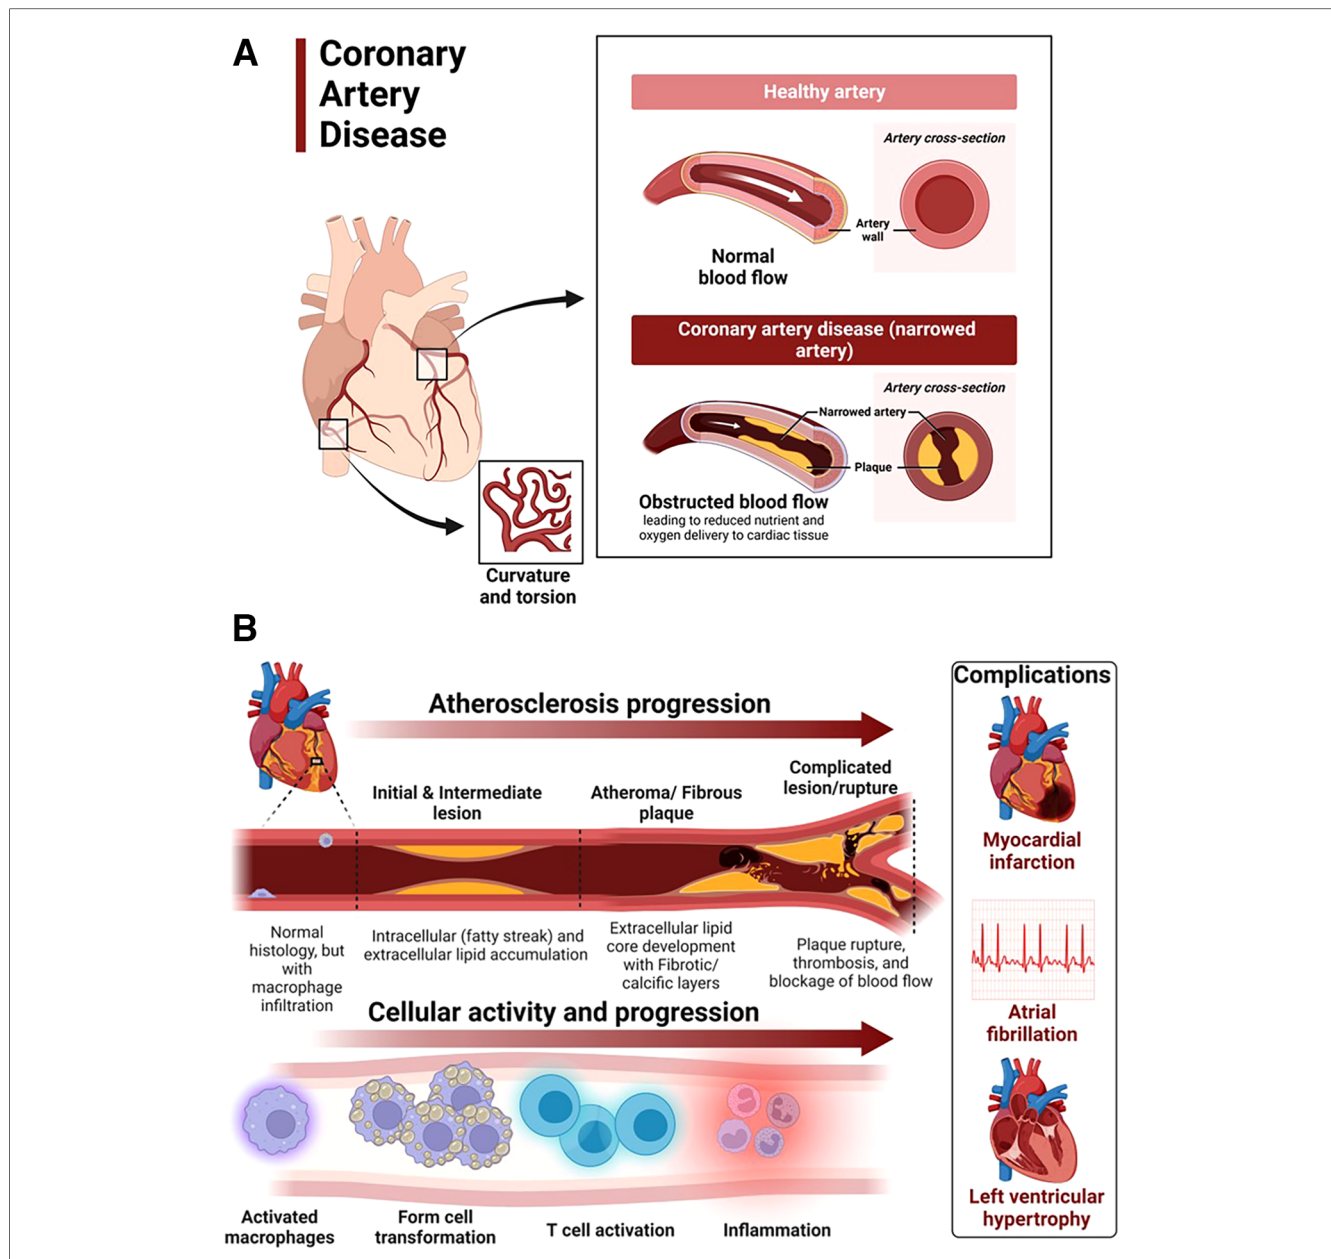 A
Coronary
Artery
Disease
Healthy artery
Artery cross-section
Artery
wall
Normal
blood flow
Coronary artery disease (narrowed
artery)
Artery cross-section
Narrowed artery
Plaque
Obstructed blood flow
leading to reduced nutrient and
oxygen delivery to cardiac tissue
Curvature
and torsion
B
Atherosclerosis progression
Initial & Intermediate
lesion
Atheroma/ Fibrous
plaque
Complicated
lesion/rupture
Normal
histology, but
with
macrophage
infiltration
Intracellular (fatty streak) and
extracellular lipid accumulation
Extracellular lipid
core development
with Fibrotic/
calcific layers
Plaque rupture,
thrombosis, and
blockage of blood flow
Cellular activity and progression
Activated
macrophages
Form cell
transformation
T cell activation
Inflammation
Complications
Myocardial
infarction
Atrial
fibrillation
Left ventricular
hypertrophy